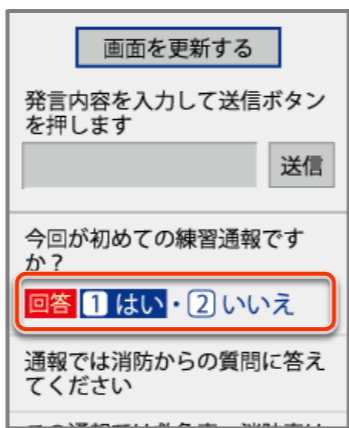 画面を更新する
発言内容を入力して送信ボタン
を押します
送信
今回が初めての練習通報です
か？
回答 1 はい・2 いいえ
通報では消防からの質問に答え
てください